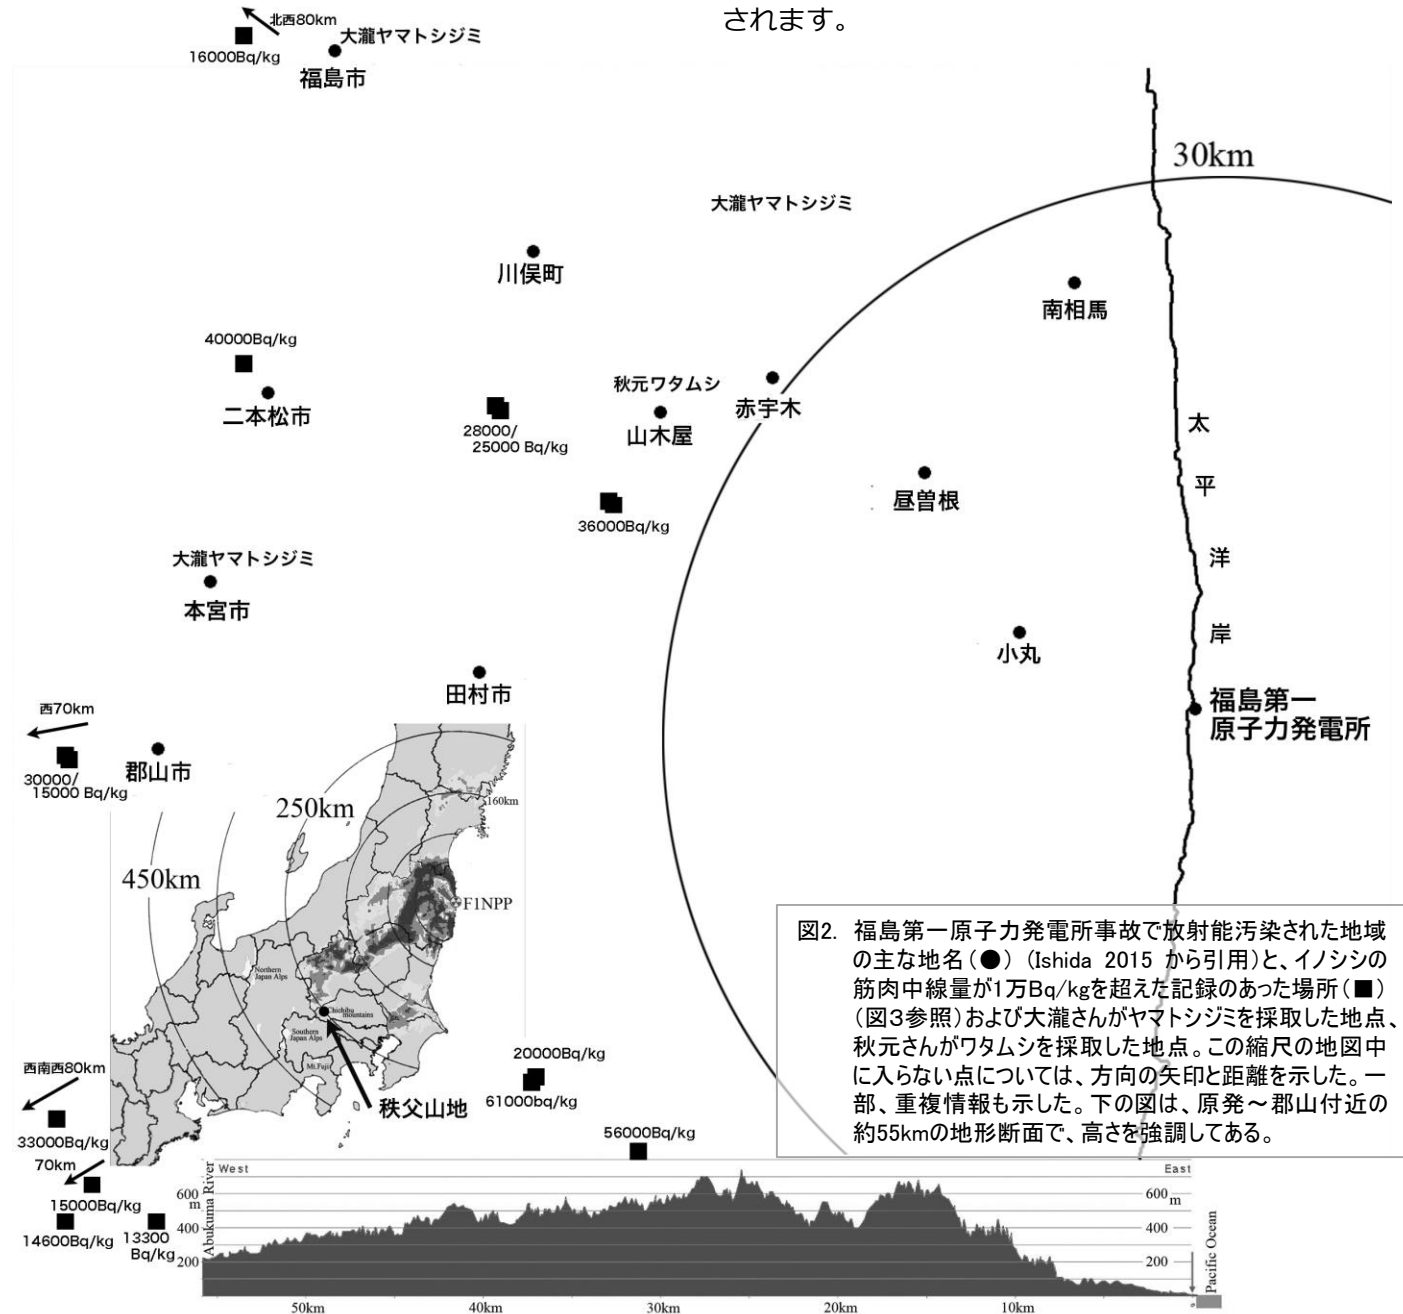 されます。
北西80km
16000Bq/kg
大瀧ヤマトシジミ
福島市
30km
大瀧ヤマトシジミ
川俣町
南相馬
40000Bq/kg
二本松市
28000/
25000 Bq/kg
秋元ワタムシ
山木屋
赤宇木
太
平
洋
岸
昼曽根
36000Bq/kg
大瀧ヤマトシジミ
本宮市
小丸
田村市
福島第一
原子力発電所
西70km
郡山市
30000/
15000 Bq/kg
250km
160km
450km
F1NPP
Northern
Japan Alps
Chichibu
mountains
Southern
Japan Alps
Mt.Fuji
秩父山地
図2. 福島第一原子力発電所事故で放射能汚染された地域
の主な地名(●) (Ishida 2015 から引用)と、イノシシの
筋肉中線量が1万Bq/kgを超えた記録のあった場所(■)
(図3参照)および大瀧さんがヤマトシジミを採取した地点、
秋元さんがワタムシを採取した地点。この縮尺の地図中
に入らない点については、方向の矢印と距離を示した。一
部、重複情報も示した。下の図は、原発～郡山付近の
約55kmの地形断面で、高さを強調してある。
西南西80km
33000Bq/kg
20000Bq/kg
61000bq/kg
56000Bq/kg
70km
15000Bq/kg
14600Bq/kg
13300
Bq/kg
West
East
600
m
400
200
600
m
400
200
Abukuma River
Pacific Ocean
50km
40km
30km
20km
10km